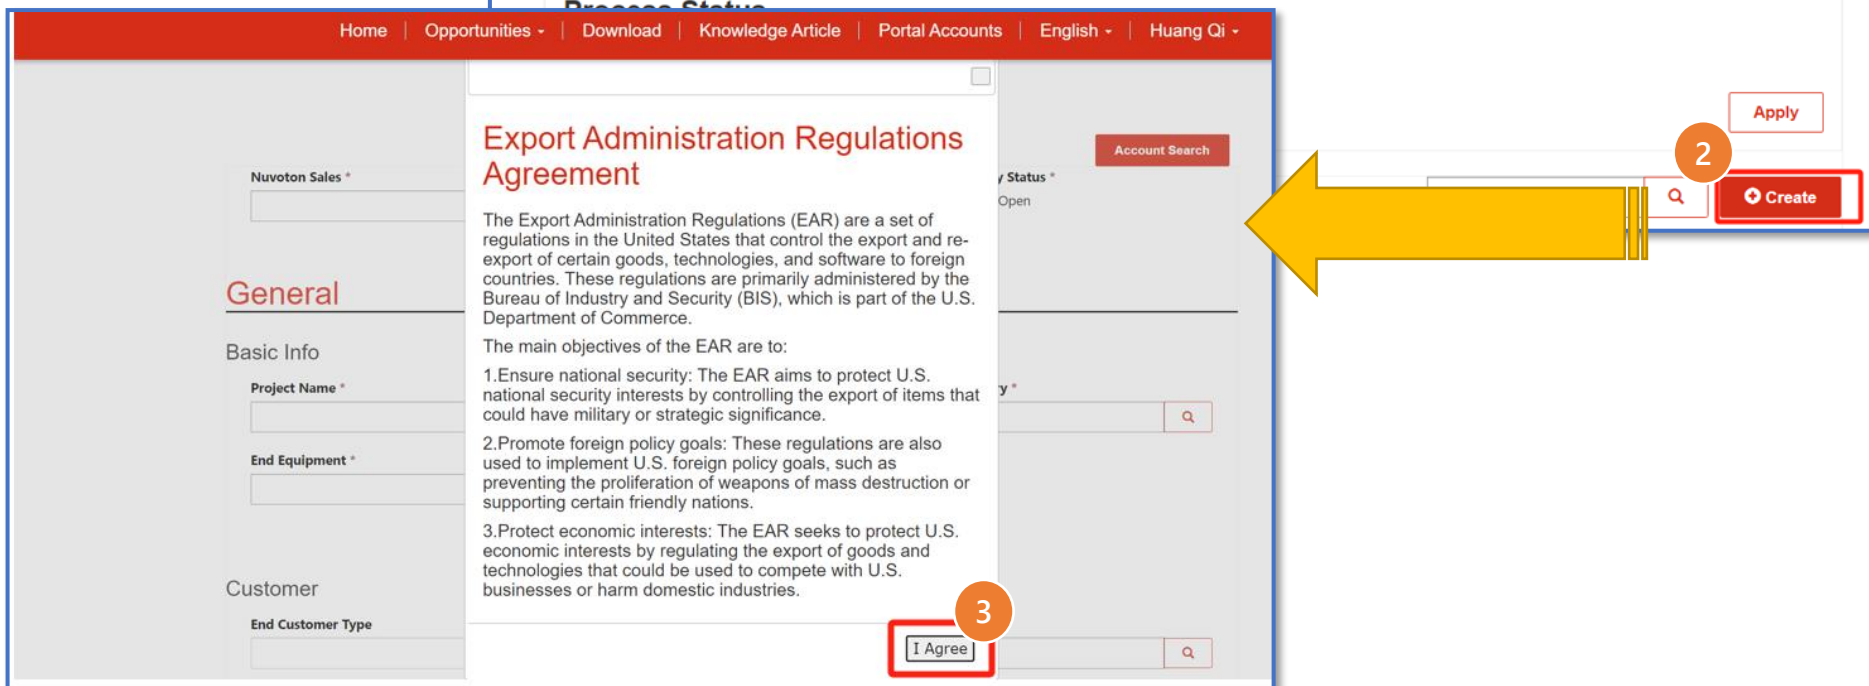 Process Status
Home | Opportunities | Download | Knowledge Article | Portal Accounts | English | Huang Qi
Apply
2
Create
Account Search
Export Administration Regulations
Agreement
Nuvoton Sales *
y Status *
Open
The Export Administration Regulations (EAR) are a set of
regulations in the United States that control the export and re-
export of certain goods, technologies, and software to foreign
countries. These regulations are primarily administered by the
Bureau of Industry and Security (BIS), which is part of the U.S.
Department of Commerce.
General
Basic Info
The main objectives of the EAR are to:
Project Name *
y *
1.Ensure national security: The EAR aims to protect U.S.
national security interests by controlling the export of items that
could have military or strategic significance.
End Equipment *
2.Promote foreign policy goals: These regulations are also
used to implement U.S. foreign policy goals, such as
preventing the proliferation of weapons of mass destruction or
supporting certain friendly nations.
3.Protect economic interests: The EAR seeks to protect U.S.
economic interests by regulating the export of goods and
technologies that could be used to compete with U.S.
businesses or harm domestic industries.
Customer
End Customer Type
3
I Agree